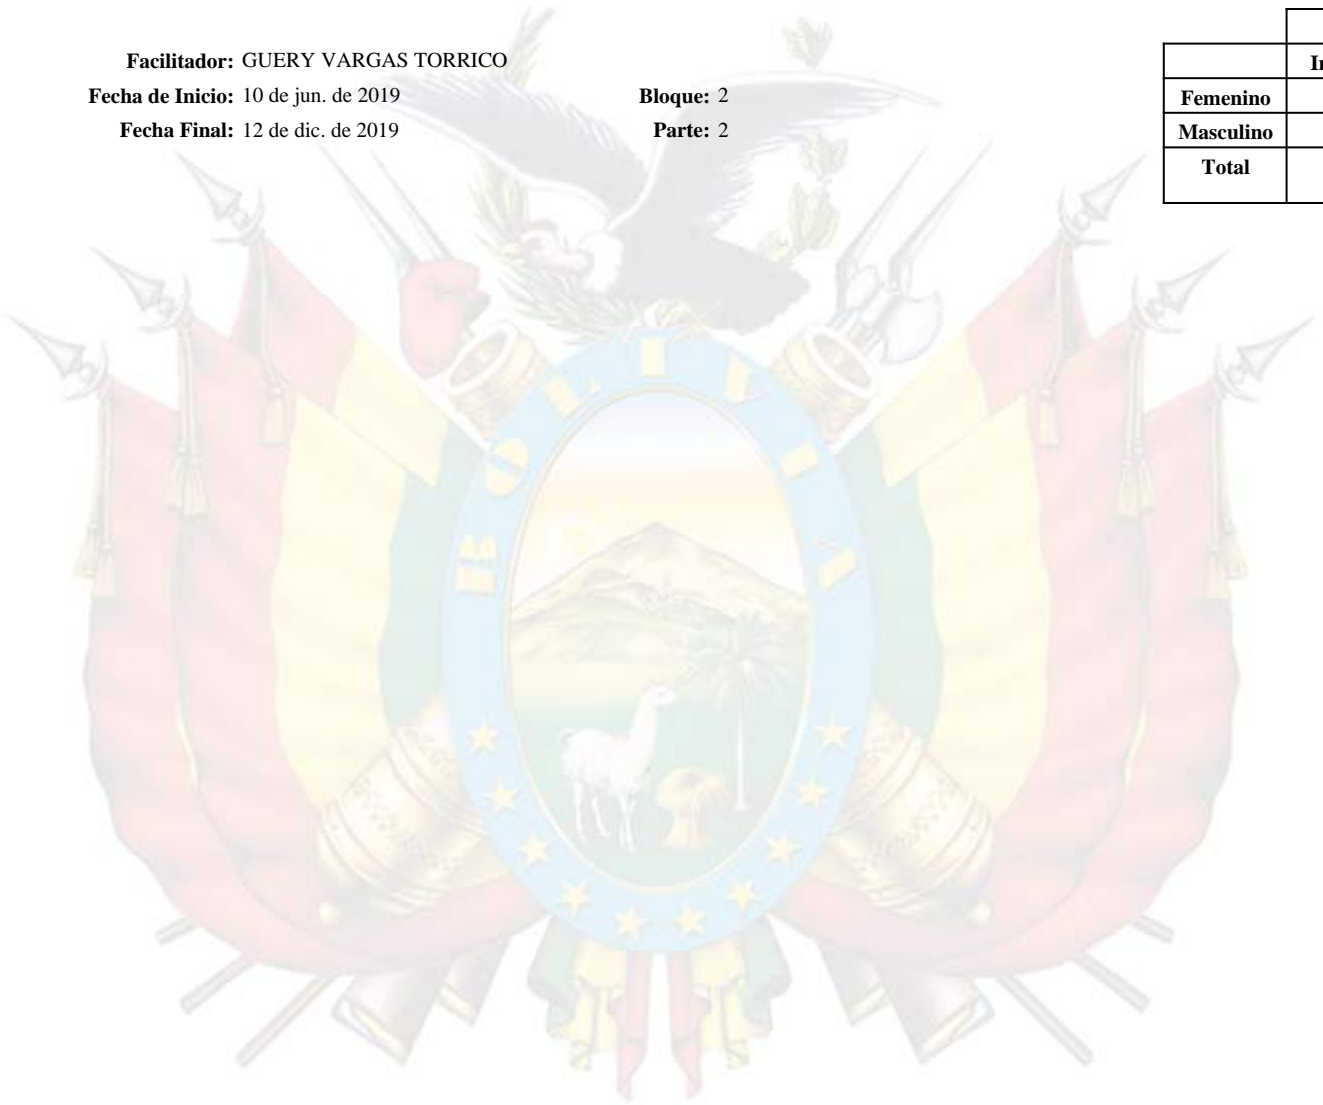 Facilitador: GUERY VARGAS TORRICO
Fecha de Inicio: 10 de jun. de 2019 Bloque: 2
Fecha Final: 12 de dic. de 2019 Parte: 2
Femenino
Masculino
Total
BOLIVIA